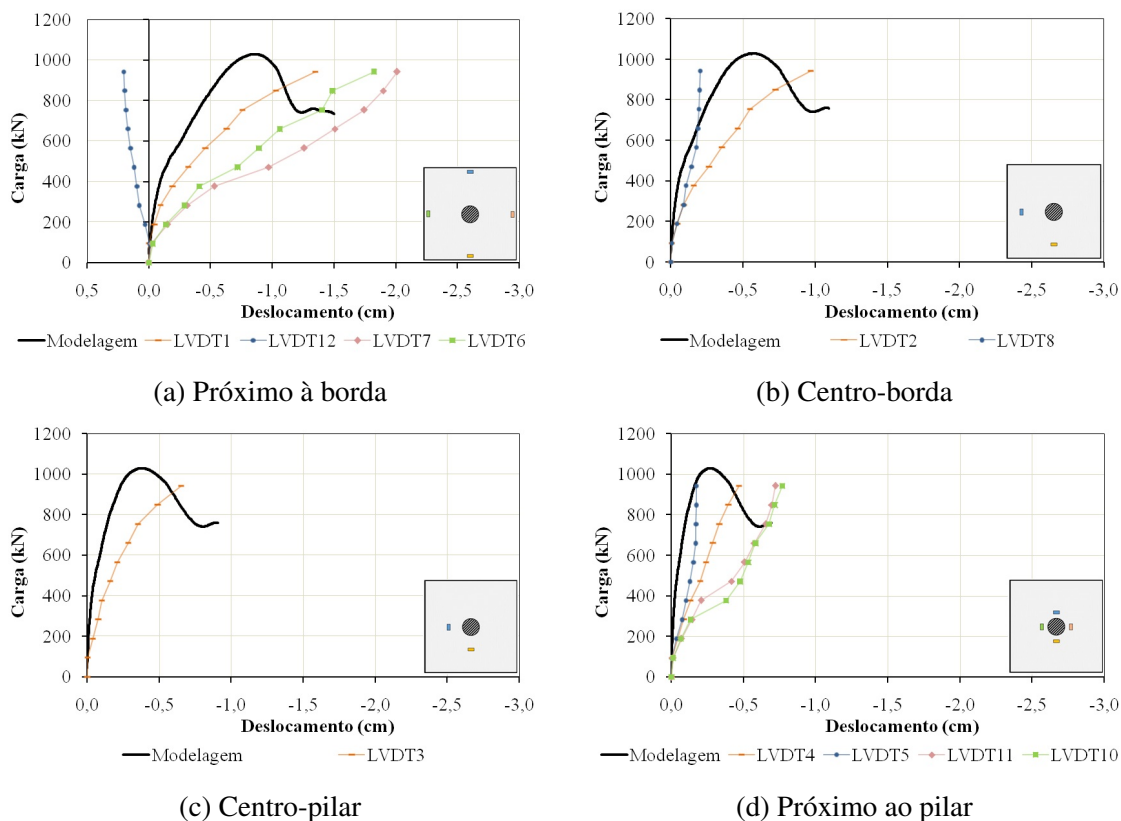 1200
1000
800
600
400
200
0
Carga (kN)
0,5 0,0 -0,5 -1,0 -1,5 -2,0 -2,5 -3,0
Deslocamento (cm)
Modelagem LVDT1 LVDT12 LVDT7 LVDT6
(a) Próximo à borda
1200
1000
800
600
400
200
0
Carga (kN)
0,0 -0,5 -1,0 -1,5 -2,0 -2,5 -3,0
Deslocamento (cm)
Modelagem LVDT2 LVDT8
(b) Centro-borda
1200
1000
800
600
400
200
0
Carga (kN)
0,0 -0,5 -1,0 -1,5 -2,0 -2,5 -3,0
Deslocamento (cm)
Modelagem LVDT3
(c) Centro-pilar
1200
1000
800
600
400
200
0
Carga (kN)
0,0 -0,5 -1,0 -1,5 -2,0 -2,5 -3,0
Deslocamento (cm)
Modelagem LVDT4 LVDT5 LVDT11 LVDT10
(d) Próximo ao pilar